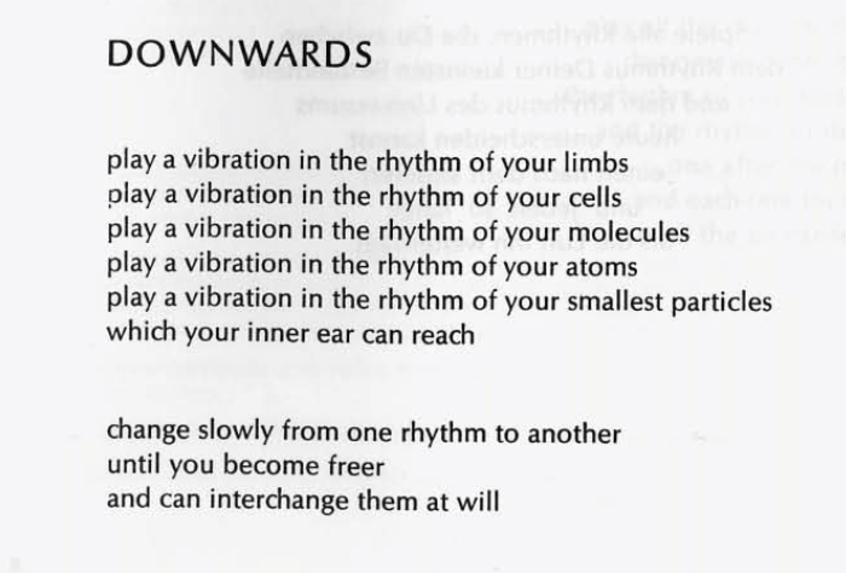 DOWNWARDS
play a vibration in the rhythm of your limbs
play a vibration in the rhythm of your cells
play a vibration in the rhythm of your molecules
play a vibration in the rhythm of your atoms
play a vibration in the rhythm of your smallest particles
which your inner ear can reach
change slowly from one rhythm to another
until you become freer
and can interchange them at will